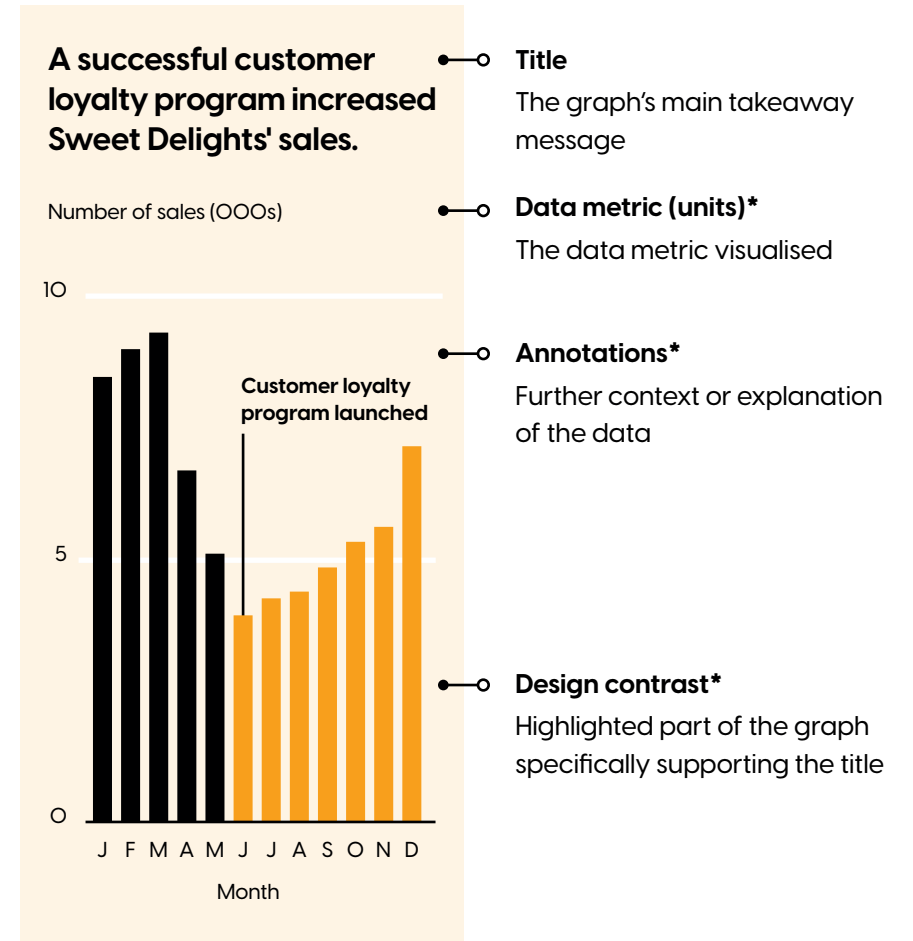 A successful customer
loyalty program increased
Sweet Delights' sales.
Title
The graph's main takeaway
message
Number of sales (000s)
Data metric (units)*
The data metric visualised
10
Annotations*
Further context or explanation
of the data
Customer loyalty
program launched
5
Design contrast*
Highlighted part of the graph
specifically supporting the title
0
J F M A M J J A S O N D
Month